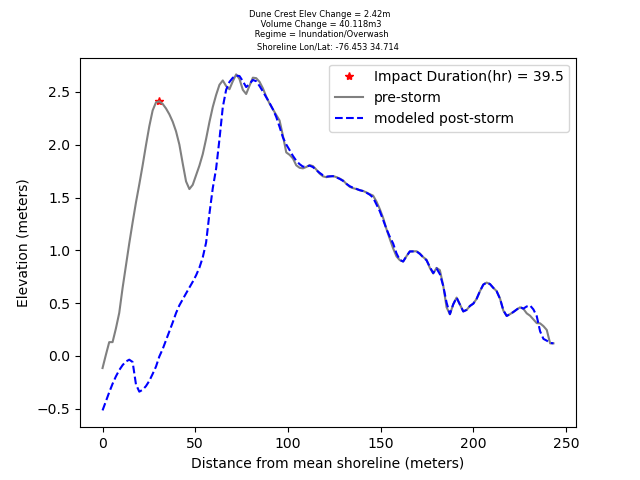 Dune Crest Elev Change = 2.42m
Volume Change = 40.118m3
Regime = Inundation/Overwash
Shoreline Lon/Lat: -76.453 34.714
Impact Duration(hr) = 39.5
pre-storm
modeled post-storm
Elevation (meters)
2.5
2.0
1.5
1.0
0.5
0.0
−0.5
0 50 100 150 200 250
Distance from mean shoreline (meters)